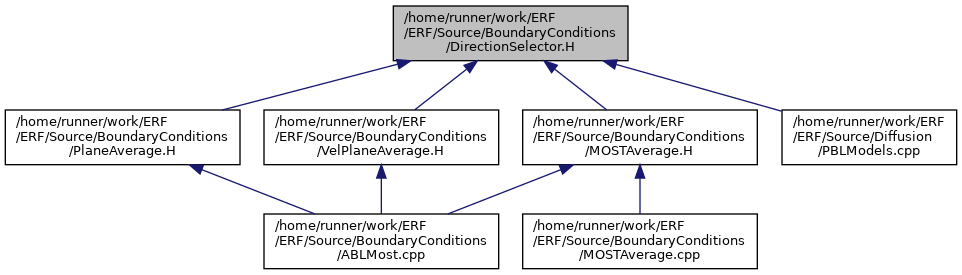 /home/runner/work/ERF
/ERF/Source/BoundaryConditions
/DirectionSelector.H
/home/runner/work/ERF
/ERF/Source/BoundaryConditions
/PlaneAverage.H
/home/runner/work/ERF
/ERF/Source/BoundaryConditions
/VelPlaneAverage.H
/home/runner/work/ERF
/ERF/Source/BoundaryConditions
/MOSTAverage.H
/home/runner/work/ERF
/ERF/Source/Diffusion
/PBLModels.cpp
/home/runner/work/ERF
/ERF/Source/BoundaryConditions
/ABLMost.cpp
/home/runner/work/ERF
/ERF/Source/BoundaryConditions
/MOSTAverage.cpp